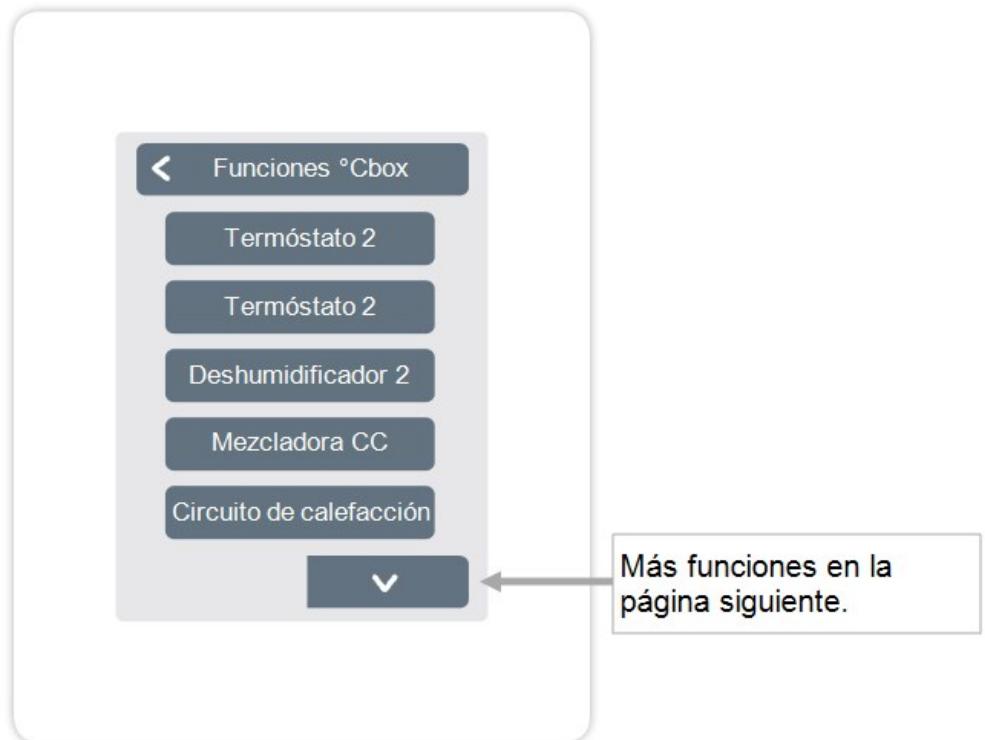 Funciones °Cbox
Termóstato 2
Termóstato 2
Deshumidificador 2
Mezcladora CC
Circuito de calefacción
Más funciones en la
página siguiente.